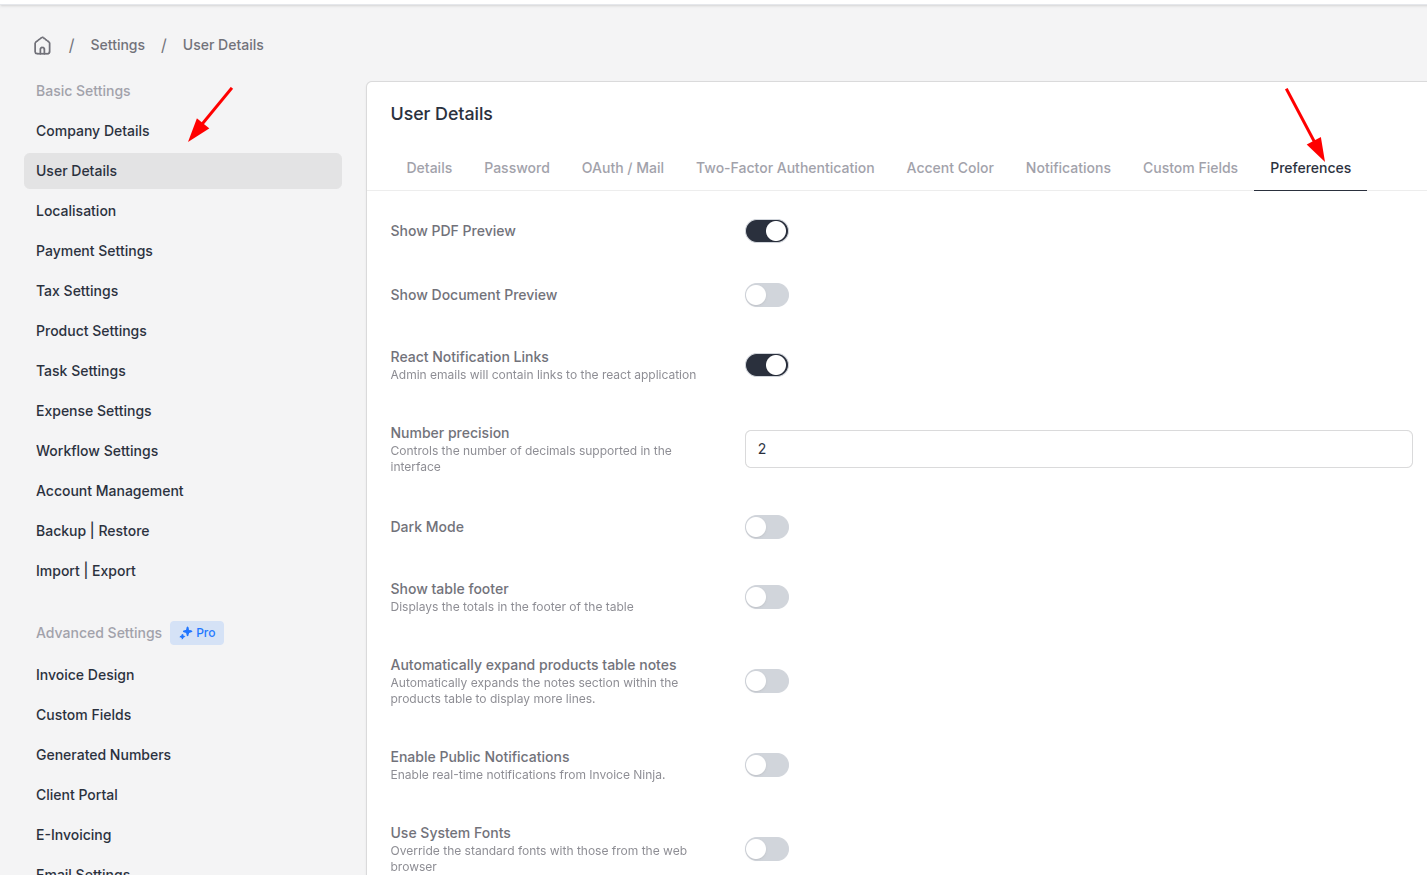 / Settings / User Details
Basic Settings
Company Details
User Details
Localisation
Payment Settings
Tax Settings
Product Settings
Task Settings
Expense Settings
Workflow Settings
Account Management
Backup | Restore
Import | Export
Advanced Settings Pro
Invoice Design
Custom Fields
Generated Numbers
Client Portal
E-Invoicing
Email Settings
User Details
Details Password OAuth / Mail Two-Factor Authentication Accent Color Notifications Custom Fields Preferences
Show PDF Preview
Show Document Preview
React Notification Links
Admin emails will contain links to the react application
Number precision
Controls the number of decimals supported in the
interface
2
Dark Mode
Show table footer
Displays the totals in the footer of the table
Automatically expand products table notes
Automatically expands the notes section within the
products table to display more lines.
Enable Public Notifications
Enable real-time notifications from Invoice Ninja.
Use System Fonts
Override the standard fonts with those from the web
browser